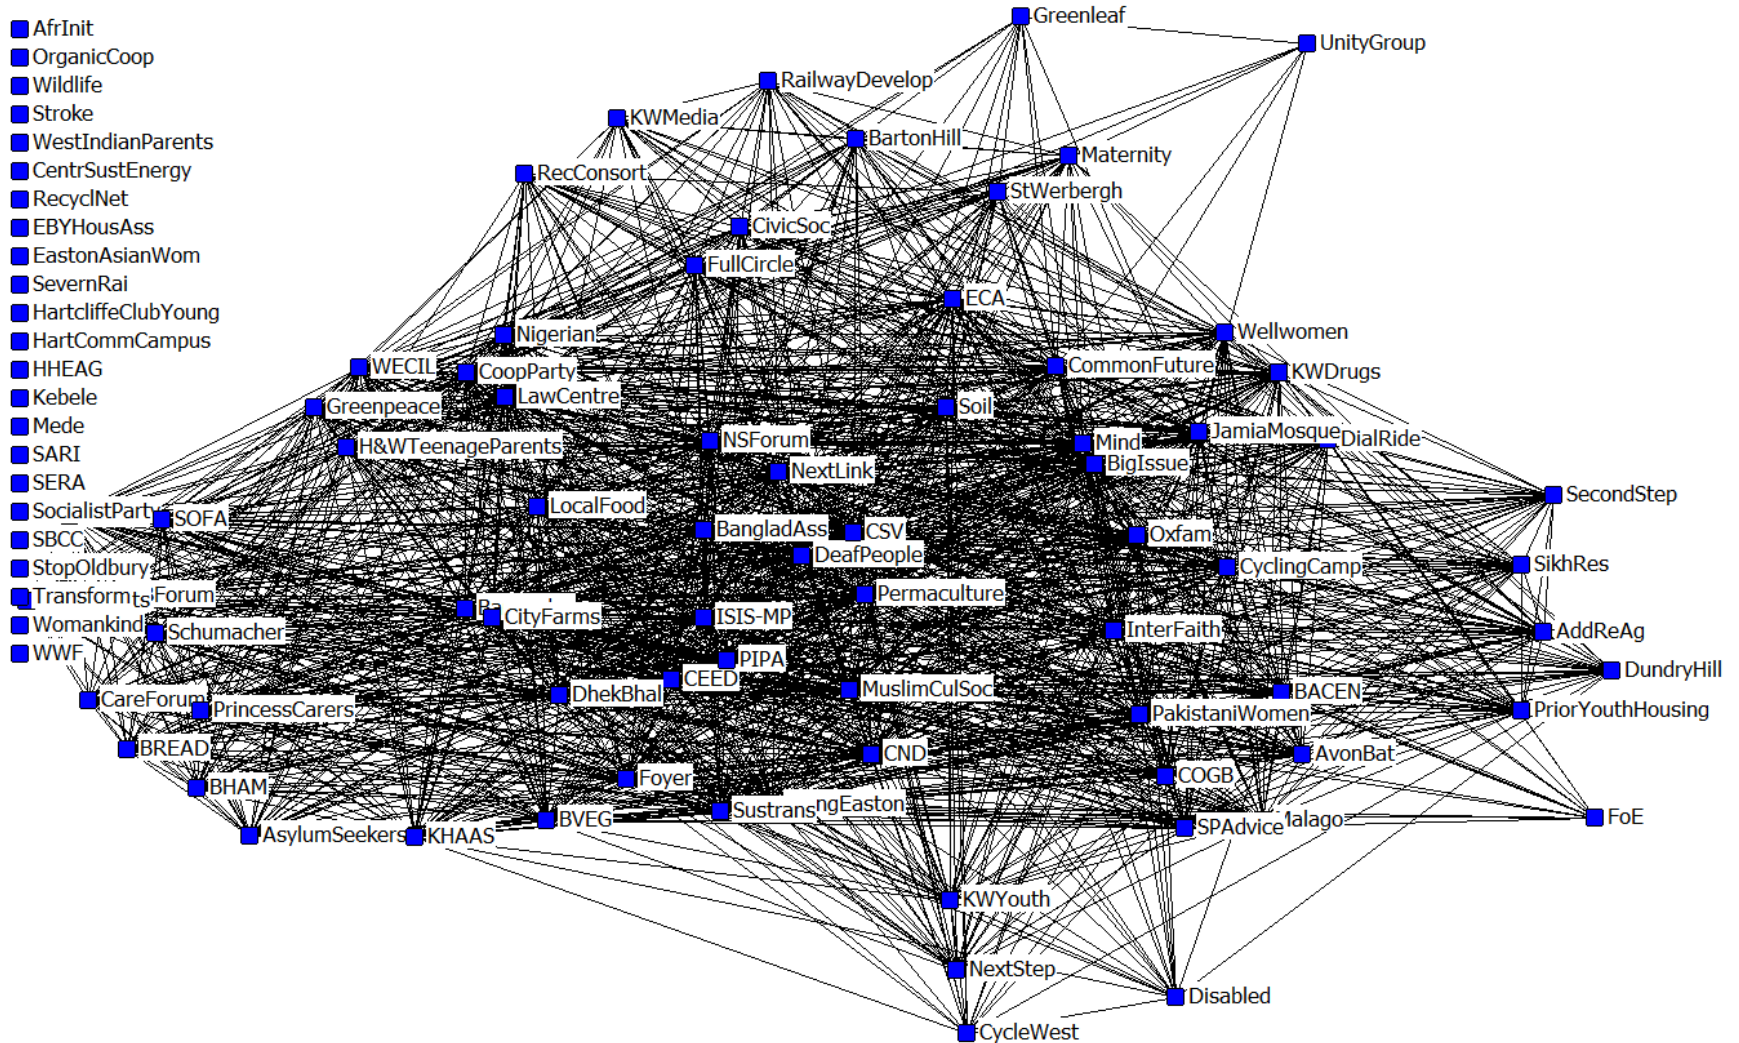 AfrInit
OrganicCoop
Wildlife
Stroke
WestIndianParents
CentrSustEnergy
RecyclNet
EBYHousAss
EastonAsianWom
SevernRai
HartcliffeClubYoung
HartCommCampus
HHEAG
Kebele
Mede
SARI
SERA
SocialistParty
SBCC
StopOldbury
Transform
Womankind
WWF
Greenleaf
UnityGroup
RailwayDevelop
KWMedia
BartonHill
Maternity
RecConsort
StWerbergh
CivicSoc
FullCircle
ECA
Nigerian
Wellwomen
WECIL
CoopParty
CommonFuture
KWDrugs
LawCentre
Greenpeace
Soil
H&WTeenageParents
NSForum
Mind
JamiaMosque
DialRide
NextLink
BigIssue
SecondStep
LocalFood
SOFA
BangladAss
CSV
Oxfam
DeafPeople
CyclingCamp
SikhRes
Permaculture
Forum
CityFarms
ISIS-MP
InterFaith
AddReAg
Schumacher
PIPA
DundryHill
CEED
DhekBhal
MuslimCulSoc
BACEN
CareForum
PrincessCarers
PakistaniWomen
PriorYouthHousing
BREAD
CND
AvonBat
Foyer
COGB
BHAM
Sustrans
ngEaston
BVEG
SPAdvice
Malago
FoE
AsylumSeekers
KHAAS
KWYouth
NextStep
Disabled
CycleWest